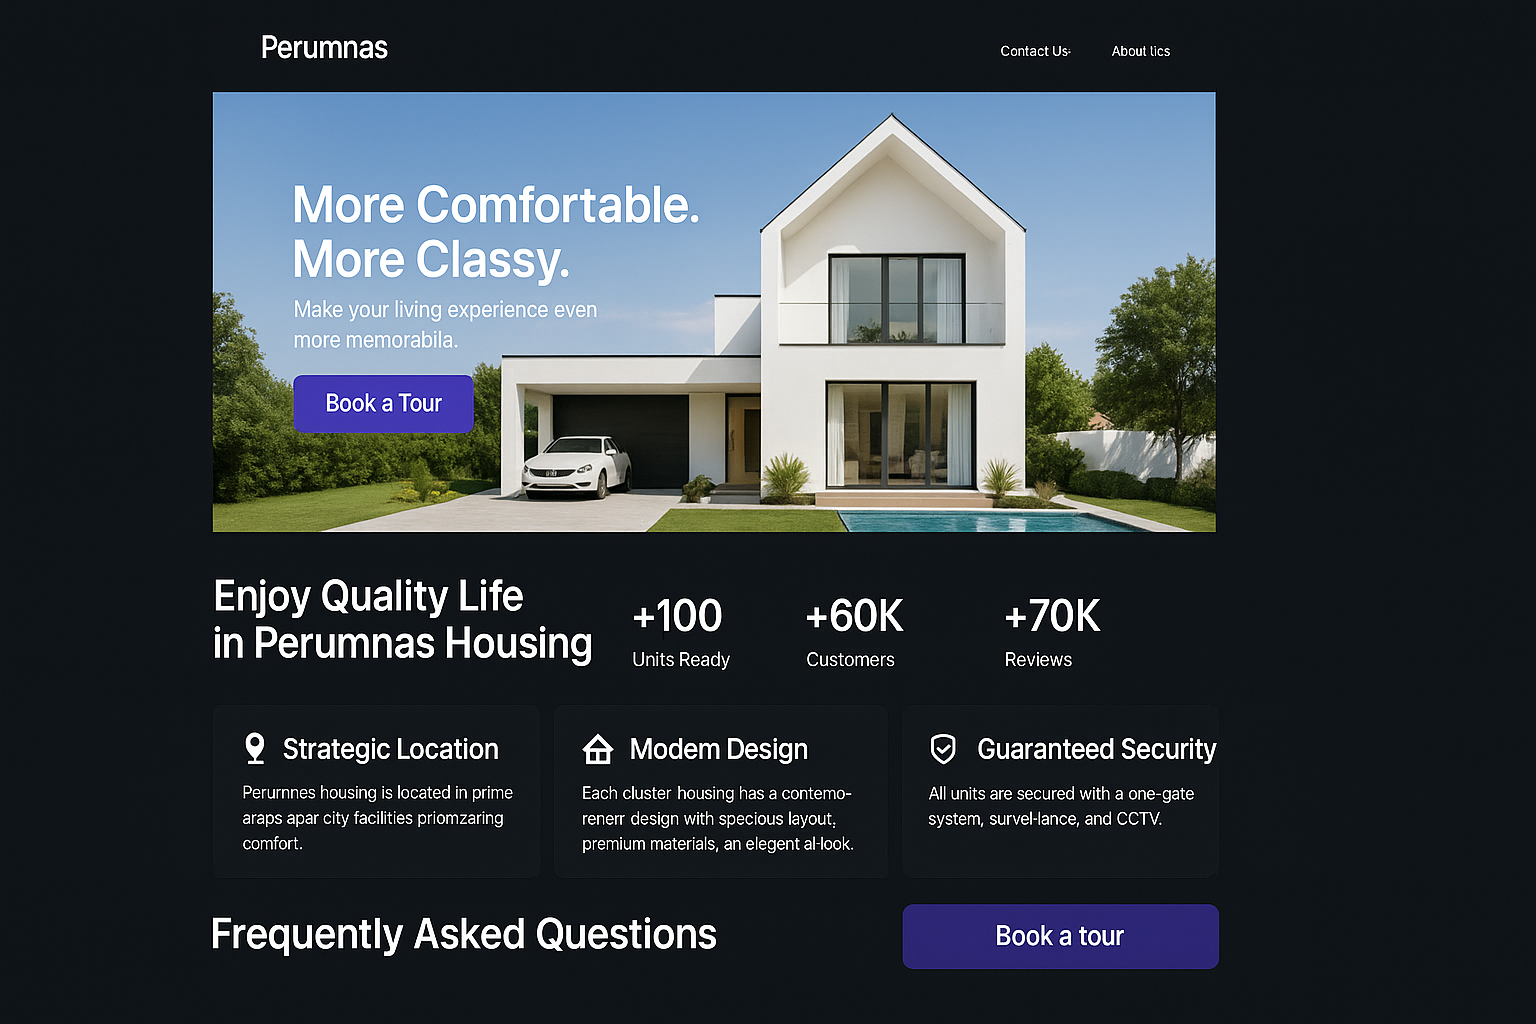 Perumnas
Contact Us
About
More Comfortable.
More Classy.
Make your living experience even
more memorabila.
Book a Tour
Enjoy Quality Life
in Perumnas Housing
+100
Units Ready
+60K
Customers
+70K
Reviews
Strategic Location
Perurnnes housing is located in prime
araps apar city facilities priomzaring
comfort.
Modem Design
Each cluster housing has a contemo-
renerr design with specious layout,
premium materials, an elegent al-look.
Guaranteed Security
All units are secured with a one-gate
system, survel-lance, and CCTV.
Frequently Asked Questions
Book a tour